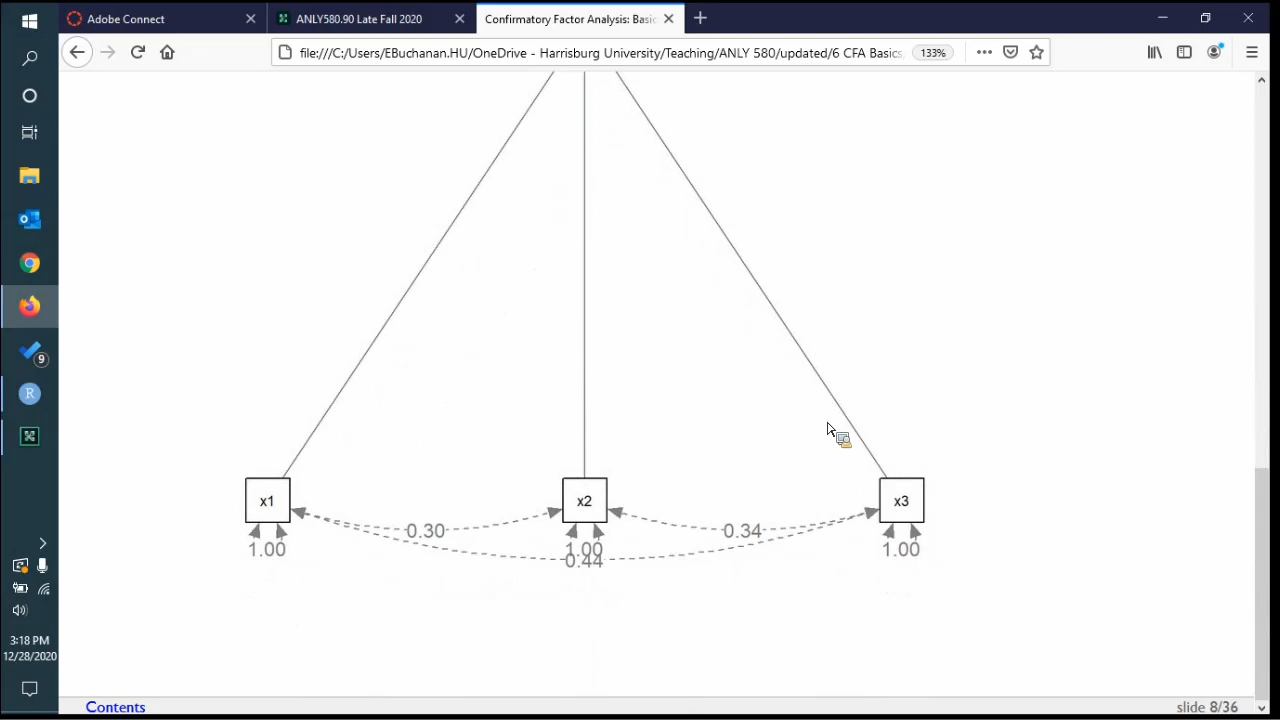 Adobe Connect
ANLY580.90 Late Fall 2020
Confirmatory Factor Analysis: Basic
file:///C:/Users/EBuchanan.HU/OneDrive - Harrisburg University/Teaching/ANLY 580/updated/6 CFA Basics,
133%
x1
x2
x3
0.30
0.34
1.00
1.00
1.00
0.44
9
R
3:18 PM
12/28/2020
Contents
slide 8/36